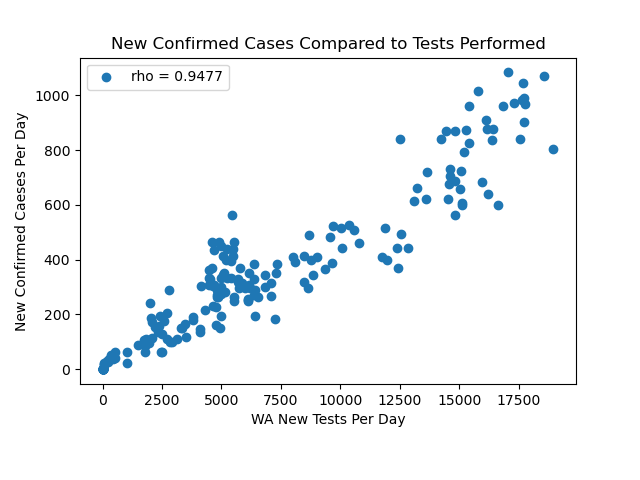 New Confirmed Cases Compared to Tests Performed
rho = 0.9477
New Confirmed Caeses Per Day
1000
800
600
400
200
0
0 2500 5000 7500 10000 12500 15000 17500
WA New Tests Per Day